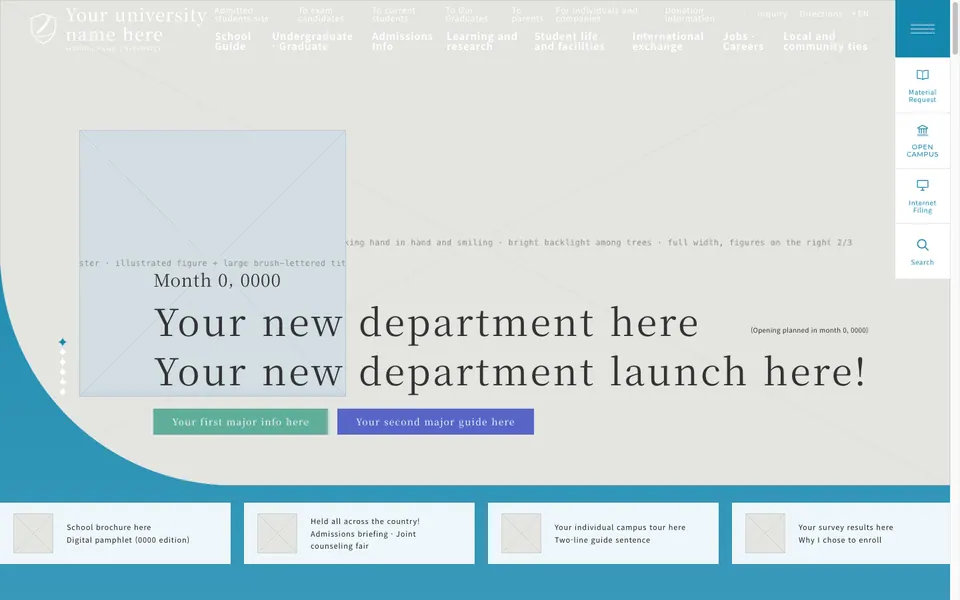 Your university
name here
Admitted
students site
To exam
candidates
To current
students
To Our
Graduates
To
parents
For individuals and
companies
Donation
information
Inquiry
Directions
EN
School
Guide
Undergraduate
· Graduate
Admissions
Info
Learning and
research
Student life
and facilities
International
exchange
Jobs ·
Careers
Local and
community ties
Material
Request
OPEN
CAMPUS
Internet
Filing
Search
king hand in hand and smiling · bright backlight among trees · full width, figures on the right 2/3
ster · illustrated figure + large brush-lettered tit
Month 0, 0000
Your new department here
(Opening planned in month 0, 0000)
Your new department launch here!
Your first major info here
Your second major guide here
School brochure here
Digital pamphlet (0000 edition)
Held all across the country!
Admissions briefing · Joint
counseling fair
Your individual campus tour here
Two-line guide sentence
Your survey results here
Why I chose to enroll